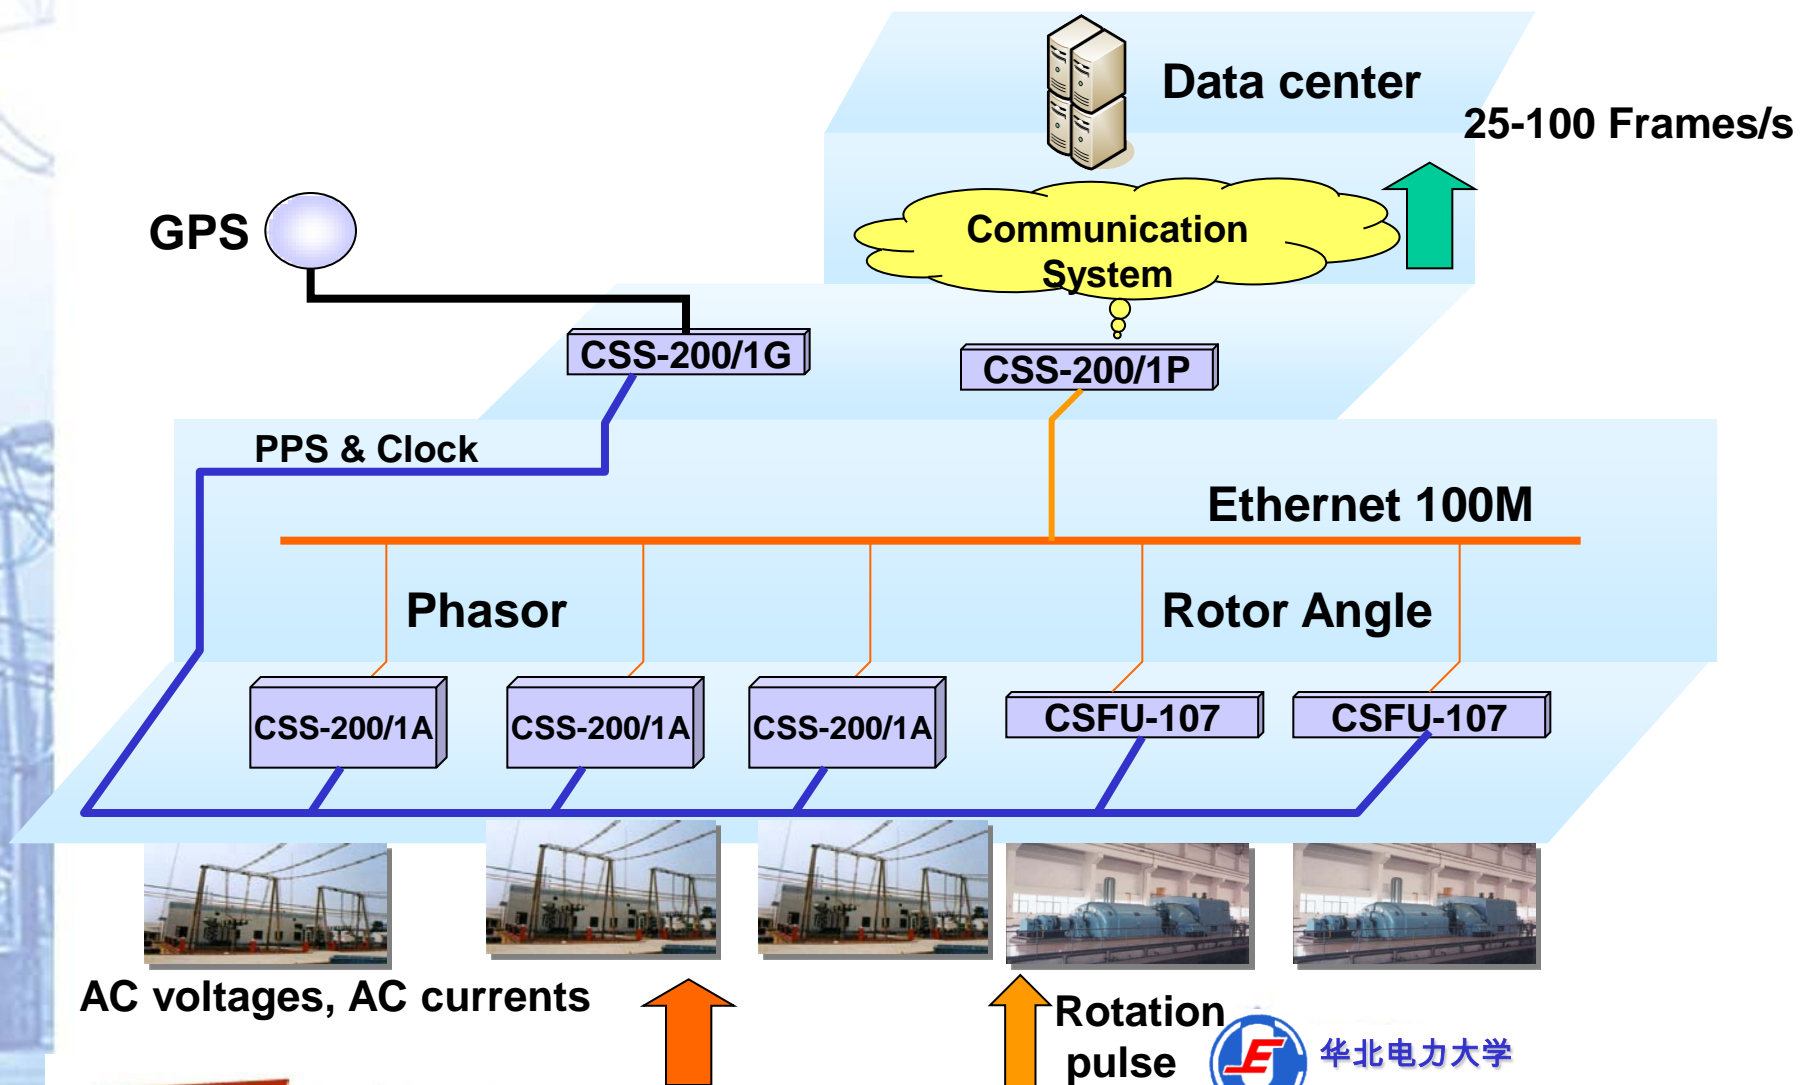 Data center
25-100 Frames/s
GPS
Communication
System
CSS-200/1G
CSS-200/1P
PPS & Clock
Ethernet 100M
Phasor
Rotor Angle
CSS-200/1A
CSS-200/1A
CSS-200/1A
CSFU-107
CSFU-107
AC voltages, AC currents
Rotation
pulse
华北电力大学